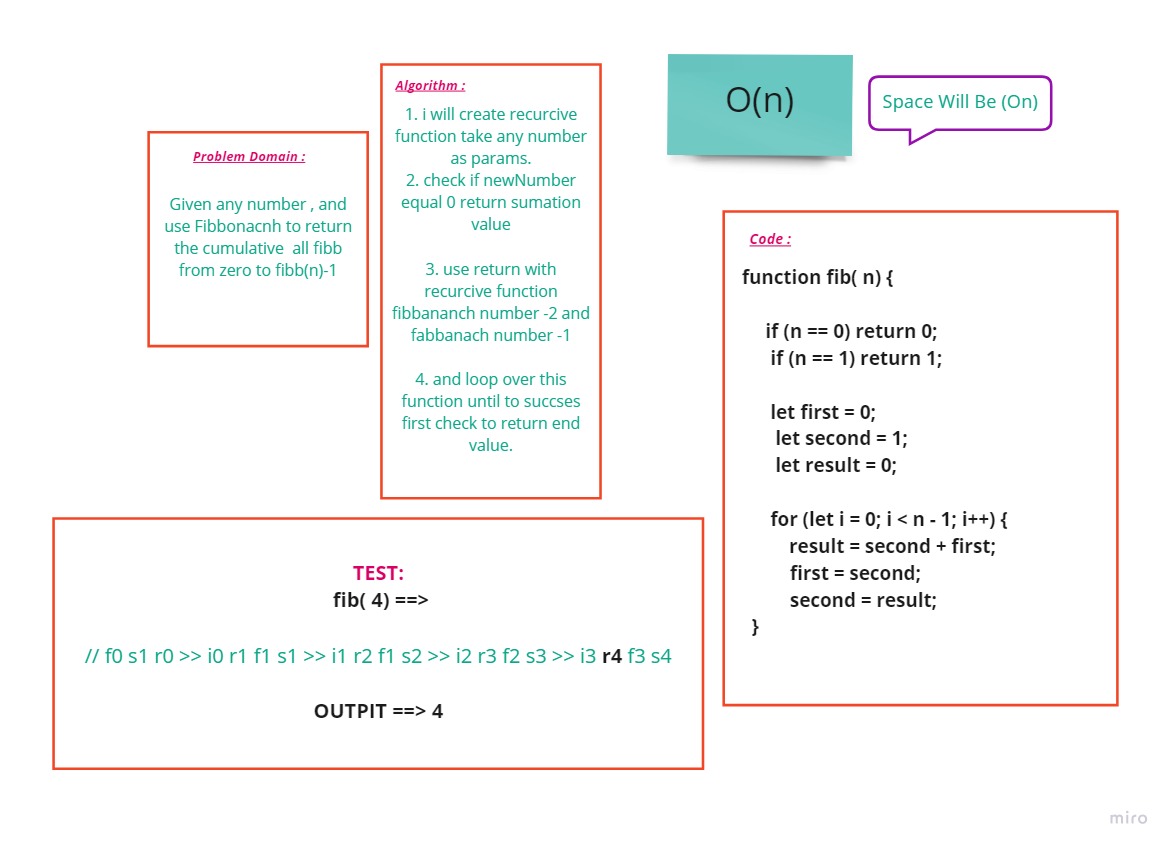 Problem Domain :
Given any number , and
use Fibbonacnh to return
the cumulative all fibb
from zero to fibb(n)-1
Algorithm :
1. i will create recurcive
function take any number
as params.
2. check if newNumber
equal 0 return sumation
value
3. use return with
recurcive function
fibbananch number -2 and
fabbanach number -1
4. and loop over this
function until to succses
first check to return end
value.
O(n)
Space Will Be (On)
Code :
function fib( n) {
if (n == 0) return 0;
if (n == 1) return 1;
let first = 0;
let second = 1;
let result = 0;
for (let i = 0; i < n - 1; i++) {
result = second + first;
first = second;
second = result;
}
TEST:
fib( 4) ==>
// f0 s1 r0 >> i0 r1 f1 s1 >> i1 r2 f1 s2 >> i2 r3 f2 s3 >> i3 r4 f3 s4
OUTPIT ==> 4
miro